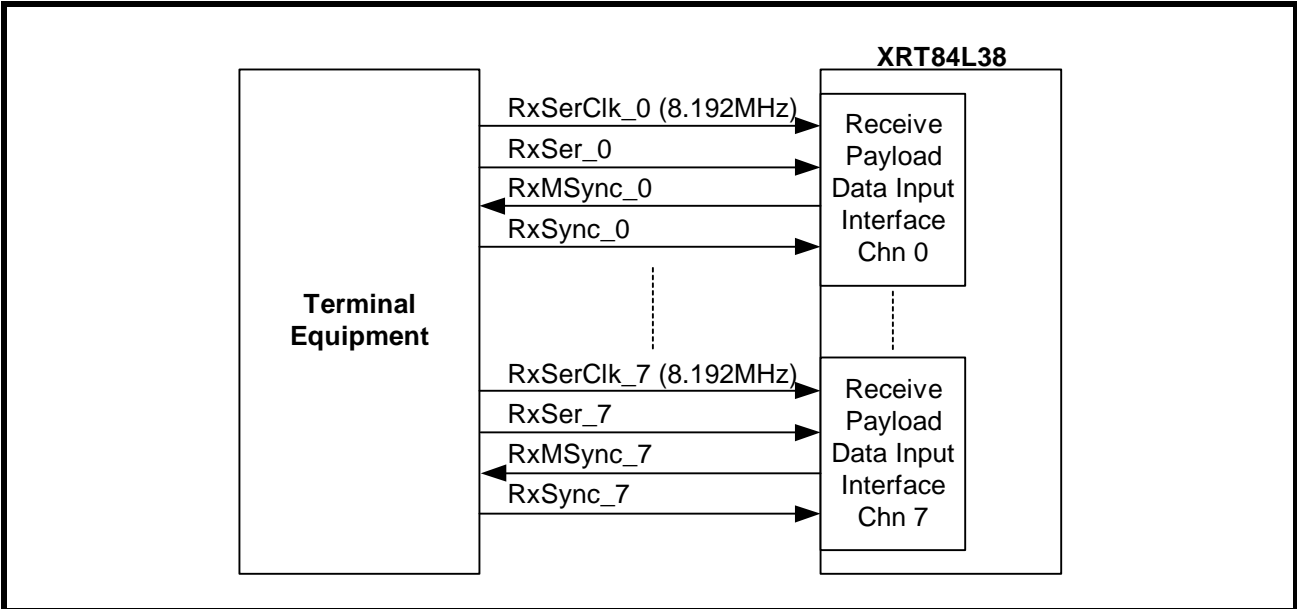 XRT84L38
RxSerClk_0 (8.192MHz)
RxSer_0
RxMSync_0
RxSync_0
Receive
Payload
Data Input
Interface
Chn 0
Terminal
Equipment
RxSerClk_7 (8.192MHz)
RxSer_7
RxMSync_7
RxSync_7
Receive
Payload
Data Input
Interface
Chn 7